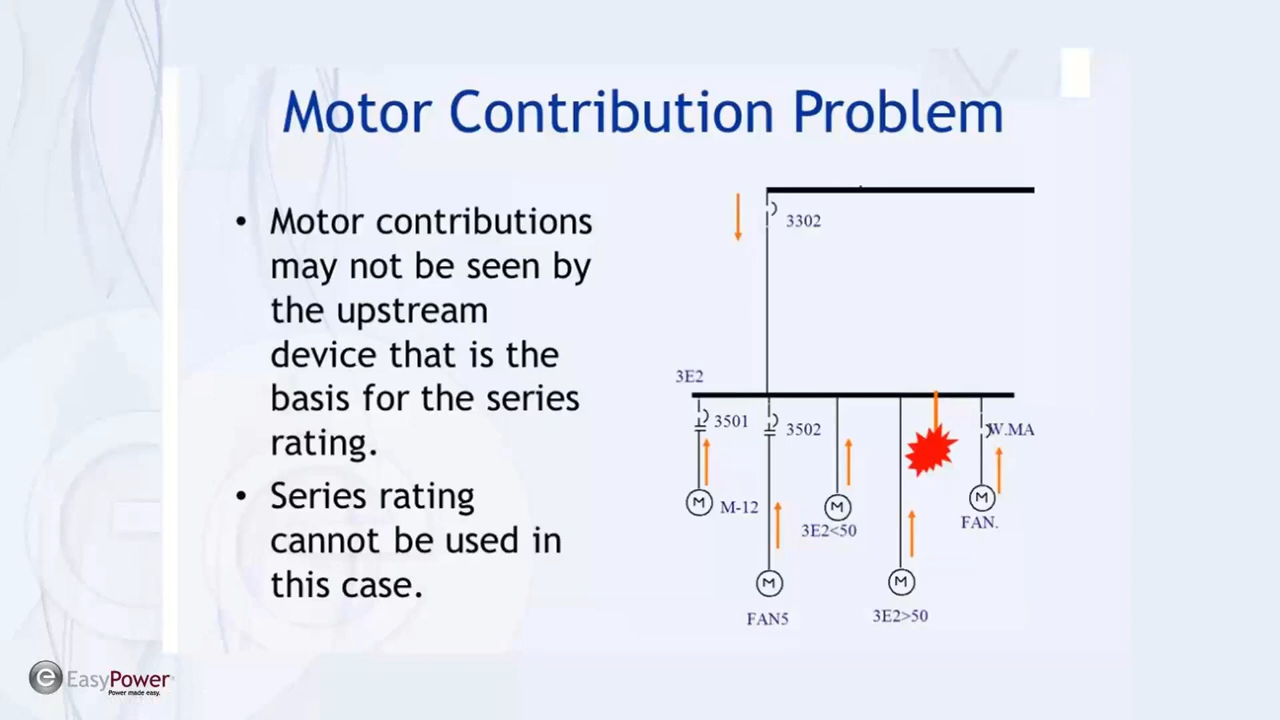 Motor Contribution Problem
• Motor contributions
may not be seen by
the upstream
device that is the
basis for the series
rating.
• Series rating
cannot be used in
this case.
3302
3E2
3501
3502
W.MA
M
M-12
M
3E2<50
M
FAN.
M
FAN5
M
3E2>50
e EasyPower
Power made easy.